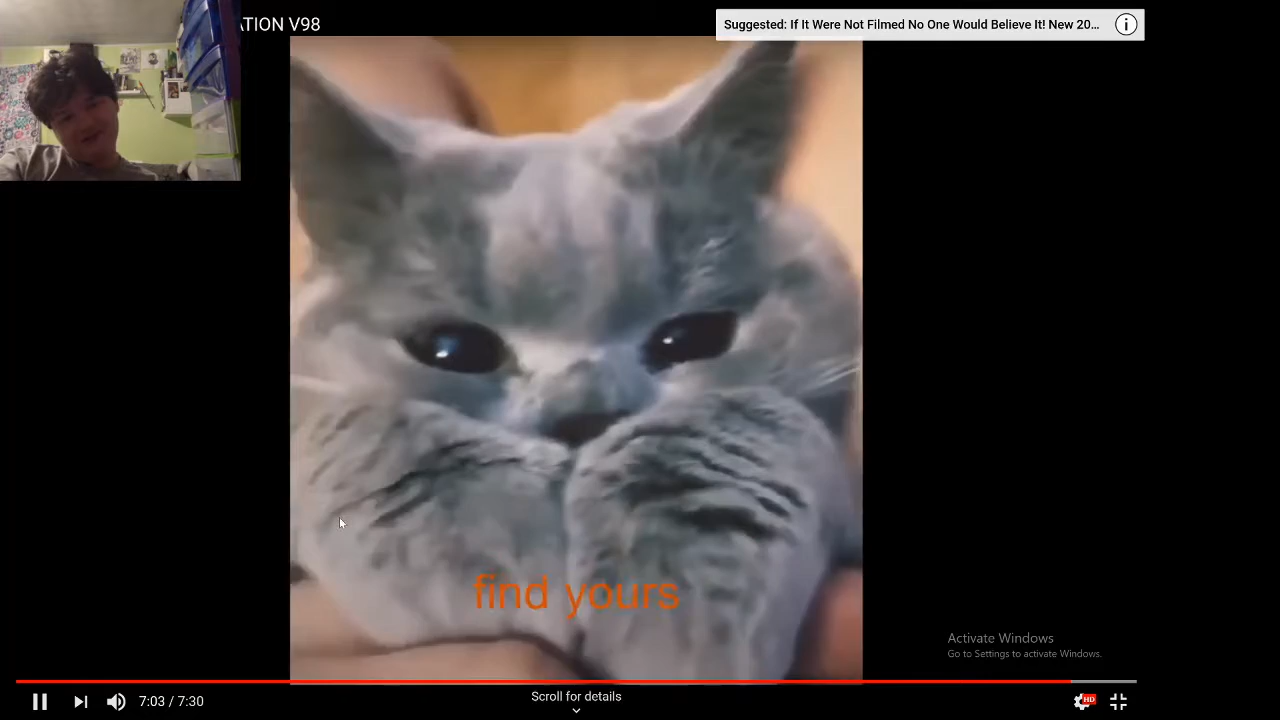 ATION V98
Suggested: If It Were Not Filmed No One Would Believe It! New 20...
find yours
Activate Windows
Go to Settings to activate Windows.
7:03 / 7:30
Scroll for details
HD